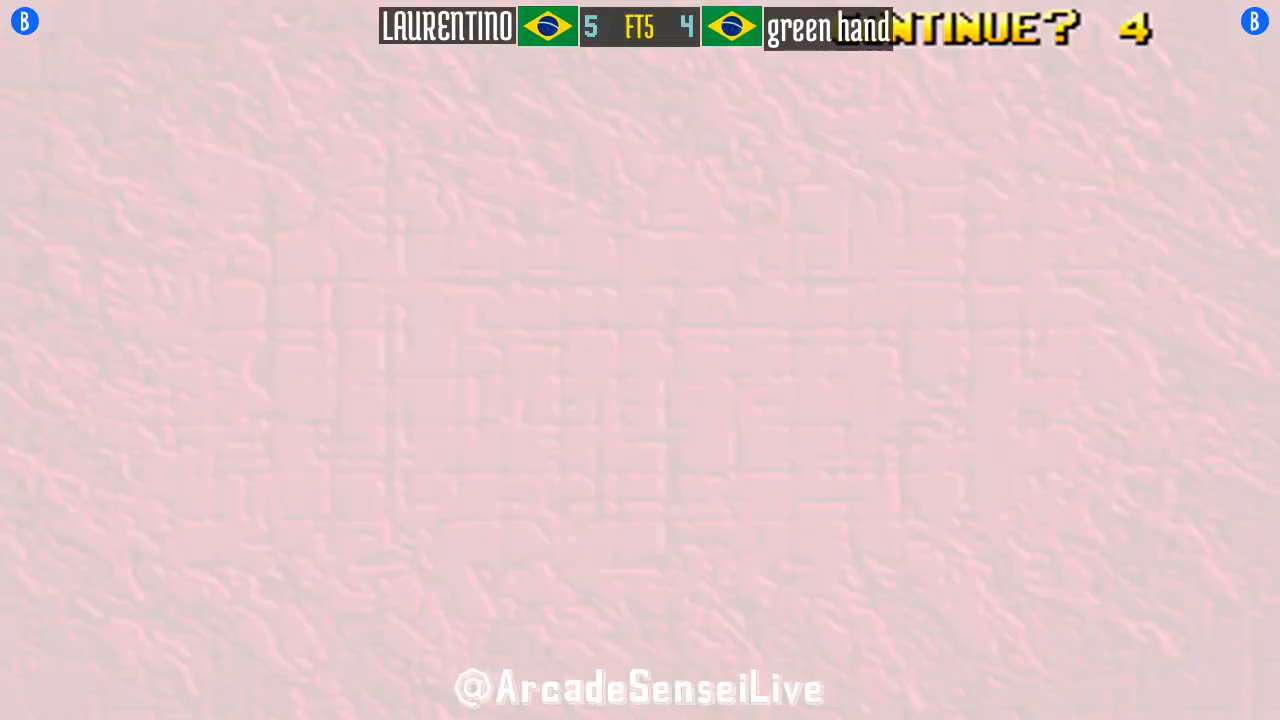 B LAURENTINO 5 FT5 4 green hand NTINUE? 4 B
@ArcadeSenseiLive